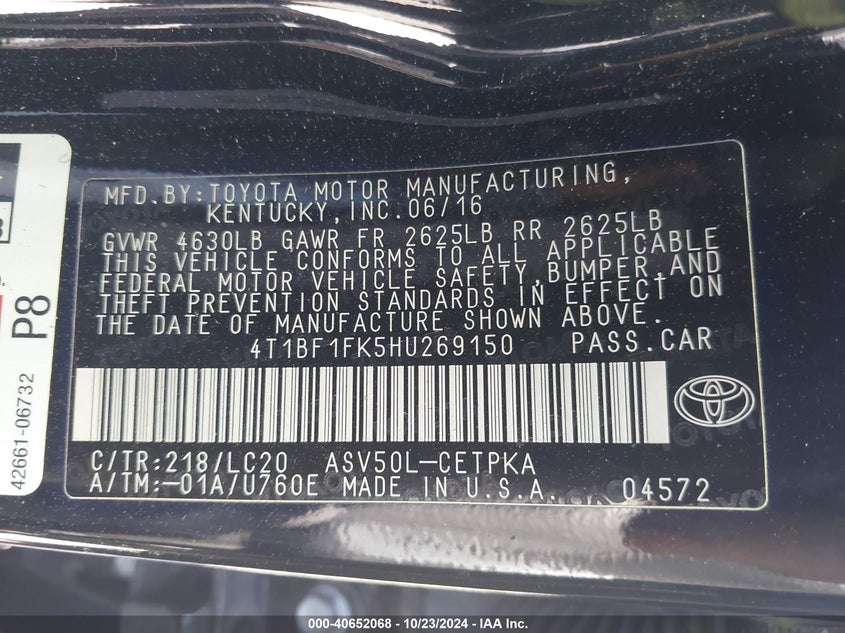 MFD.BY:TOYOTA MOTOR MANUFACTURING,
KENTUCKY,INC.06/16
GVWR 4630LB GAWR FR 2625LB RR 2625LB
THIS VEHICLE CONFORMS TO ALL APPLICABLE
FEDERAL MOTOR VEHICLE SAFETY,BUMPER,AND
THEFT PREVENTION STANDARDS IN EFFECT ON
THE DATE OF MANUFACTURE SHOWN ABOVE.
4T1BF1FK5HU269150 PASS.CAR
C/TR:218/LC20 ASV50L-CETPKA
A/TM:-01A/U760E MADE IN U.S.A. 04572
42661-06732 P8
000-40652068 - 10/23/2024 - IAA Inc.